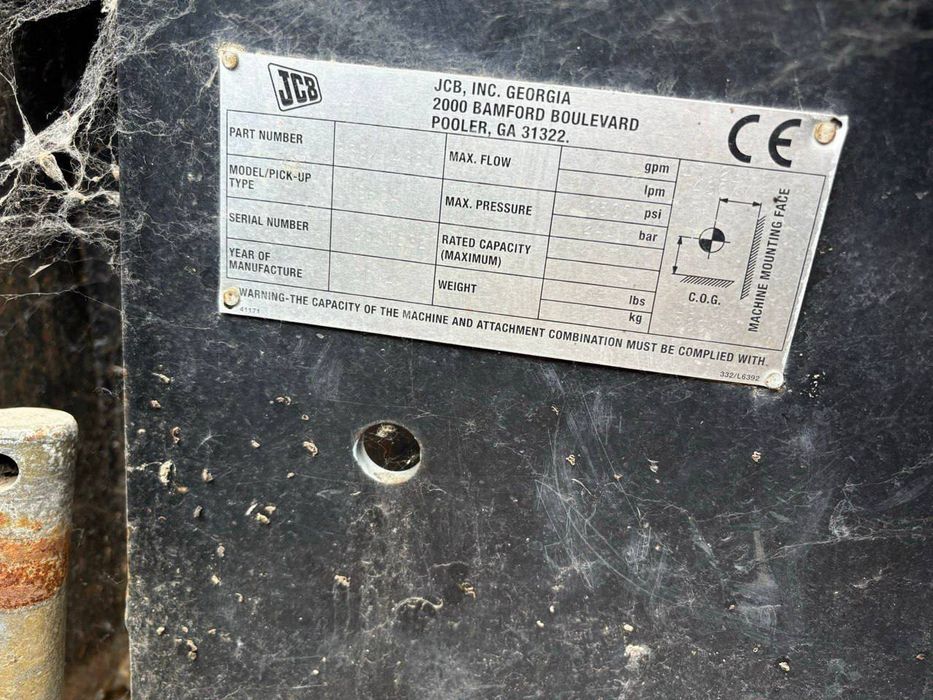 JCB
JCB, INC. GEORGIA
2000 BAMFORD BOULEVARD
POOLER, GA 31322.
CE
PART NUMBER
MODEL/PICK-UP
TYPE
SERIAL NUMBER
YEAR OF
MANUFACTURE
MAX. FLOW
gpm
lpm
MAX. PRESSURE
psi
bar
RATED CAPACITY
(MAXIMUM)
WEIGHT
lbs
kg
C.O.G.
MACHINE MOUNTING FACE
WARNING-THE CAPACITY OF THE MACHINE AND ATTACHMENT COMBINATION MUST BE COMPLIED WITH.
41171
332/L6392